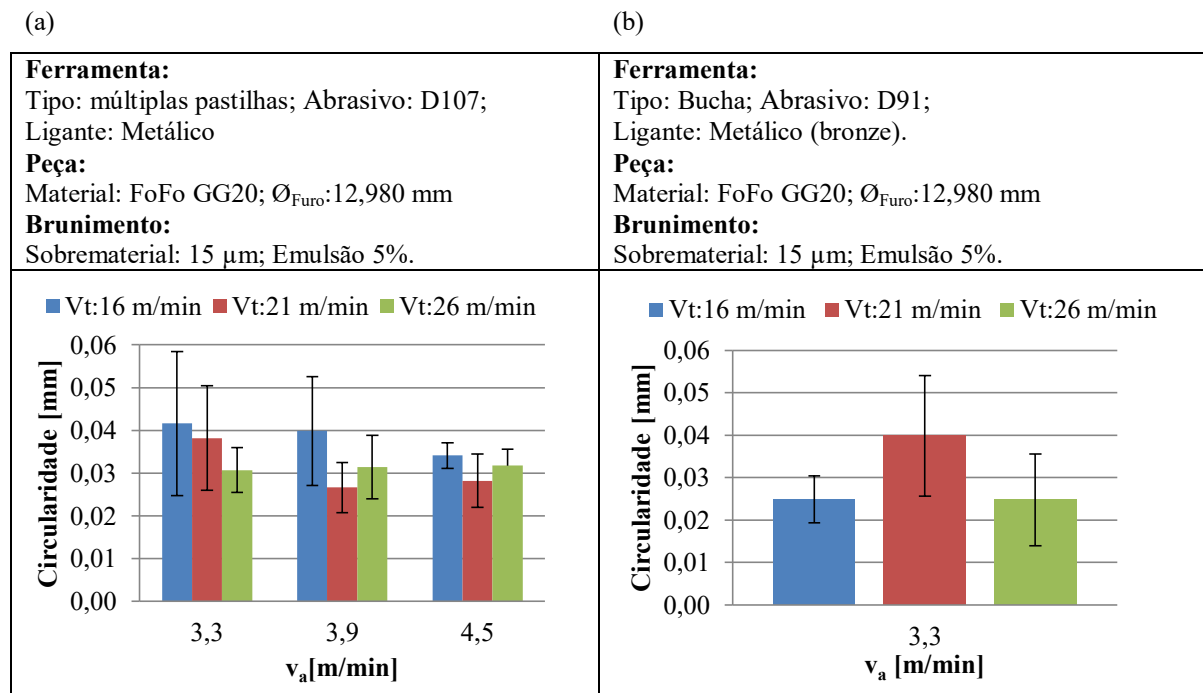 (a)
(b)
Ferramenta:
Tipo: múltiplas pastilhas; Abrasivo: D107;
Ligante: Metálico
Peça:
Material: FoFo GG20; ØFuro:12,980 mm
Brunimento:
Sobrematerial: 15 µm; Emulsão 5%.
Ferramenta:
Tipo: Bucha; Abrasivo: D91;
Ligante: Metálico (bronze).
Peça:
Material: FoFo GG20; ØFuro:12,980 mm
Brunimento:
Sobrematerial: 15 µm; Emulsão 5%.
Vt:16 m/min Vt:21 m/min Vt:26 m/min
Circularidade [mm]
0,06
0,05
0,04
0,03
0,02
0,01
0,00
3,3 3,9 4,5
va[m/min]
Vt:16 m/min Vt:21 m/min Vt:26 m/min
Circularidade [mm]
0,06
0,05
0,04
0,03
0,02
0,01
0,00
3,3
va [m/min]